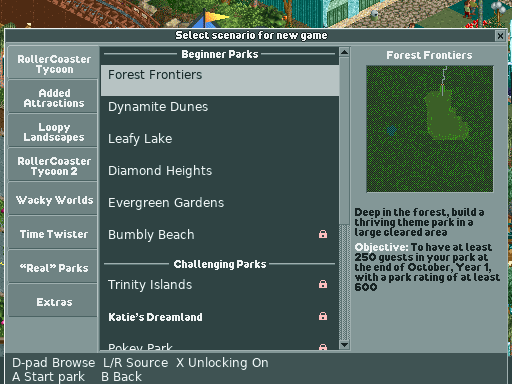 Select scenario for new game
RollerCoaster
Tycoon
Added
Attractions
Loopy
Landscapes
RollerCoaster
Tycoon 2
Wacky Worlds
Time Twister
“Real” Parks
Extras
Beginner Parks
Forest Frontiers
Dynamite Dunes
Leafy Lake
Diamond Heights
Evergreen Gardens
Bumbly Beach
Challenging Parks
Trinity Islands
Katie's Dreamland
Pokey Park
Forest Frontiers
Deep in the forest, build a
thriving theme park in a
large cleared area
Objective: To have at least
250 guests in your park at
the end of October, Year 1,
with a park rating of at least
600
D-pad Browse L/R Source X Unlocking On
A Start park B Back